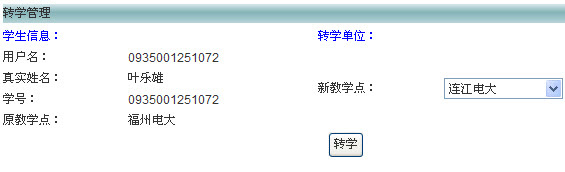 转学管理
学生信息： 转学单位：
用户名： 0935001251072
真实姓名： 叶乐雄
学号： 0935001251072
新教学点： 连江电大
原教学点： 福州电大
转学